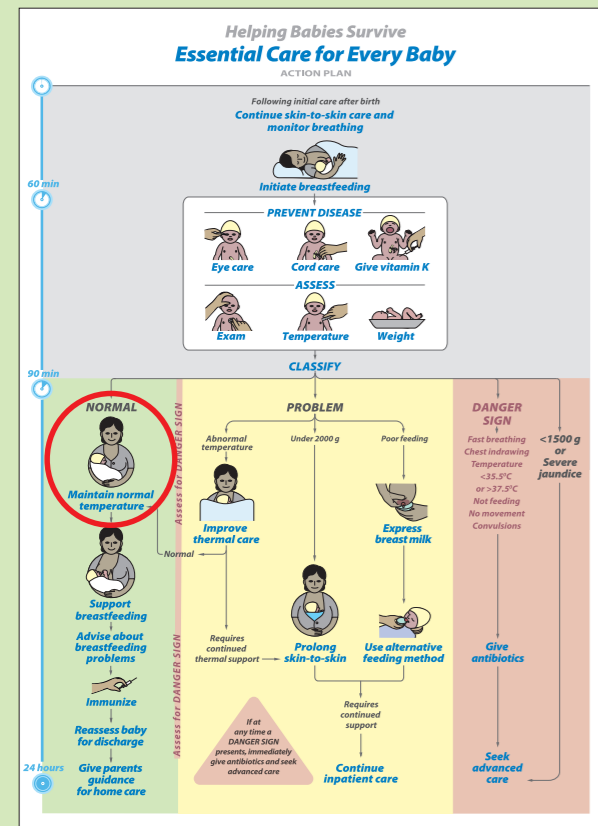 Helping Babies Survive
Essential Care for Every Baby
ACTION PLAN
Following initial care after birth
Continue skin-to-skin care and
monitor breathing
Initiate breastfeeding
60 min
PREVENT DISEASE
Eye care
Cord care
Give vitamin K
ASSESS
Exam
Temperature
Weight
CLASSIFY
90 min
NORMAL
Maintain normal
temperature
Support
breastfeeding
Advise about
breastfeeding
problems
Immunize
Reassess baby
for discharge
Give parents
guidance
for home care
24 hours
Assess for DANGER SIGN
Assess for DANGER SIGN
PROBLEM
Abnormal
temperature
Improve
thermal care
Normal
Requires
continued
thermal support
Under 2000 g
Prolong
skin-to-skin
Poor feeding
Express
breast milk
Use alternative
feeding method
Requires
continued
support
Continue
inpatient care
If at
any time a
DANGER SIGN
presents, immediately
give antibiotics and seek
advanced care
DANGER
SIGN
Fast breathing
Chest indrawing
Temperature
<35.5°C
or >37.5°C
Not feeding
No movement
Convulsions
Give
antibiotics
Seek
advanced
care
<1500 g
or
Severe
jaundice